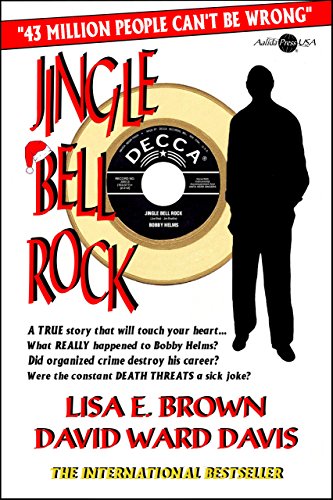 "43 MILLION PEOPLE CAN'T BE WRONG"
Aalida Press USA
JINGLE
BELL
ROCK
DECCA
JINGLE BELL ROCK
BOBBY HELMS
A TRUE story that will touch your heart...
What REALLY happened to Bobby Helms?
Did organized crime destroy his career?
Were the constant DEATH THREATS a sick joke?
LISA E. BROWN
DAVID WARD DAVIS
THE INTERNATIONAL BESTSELLER